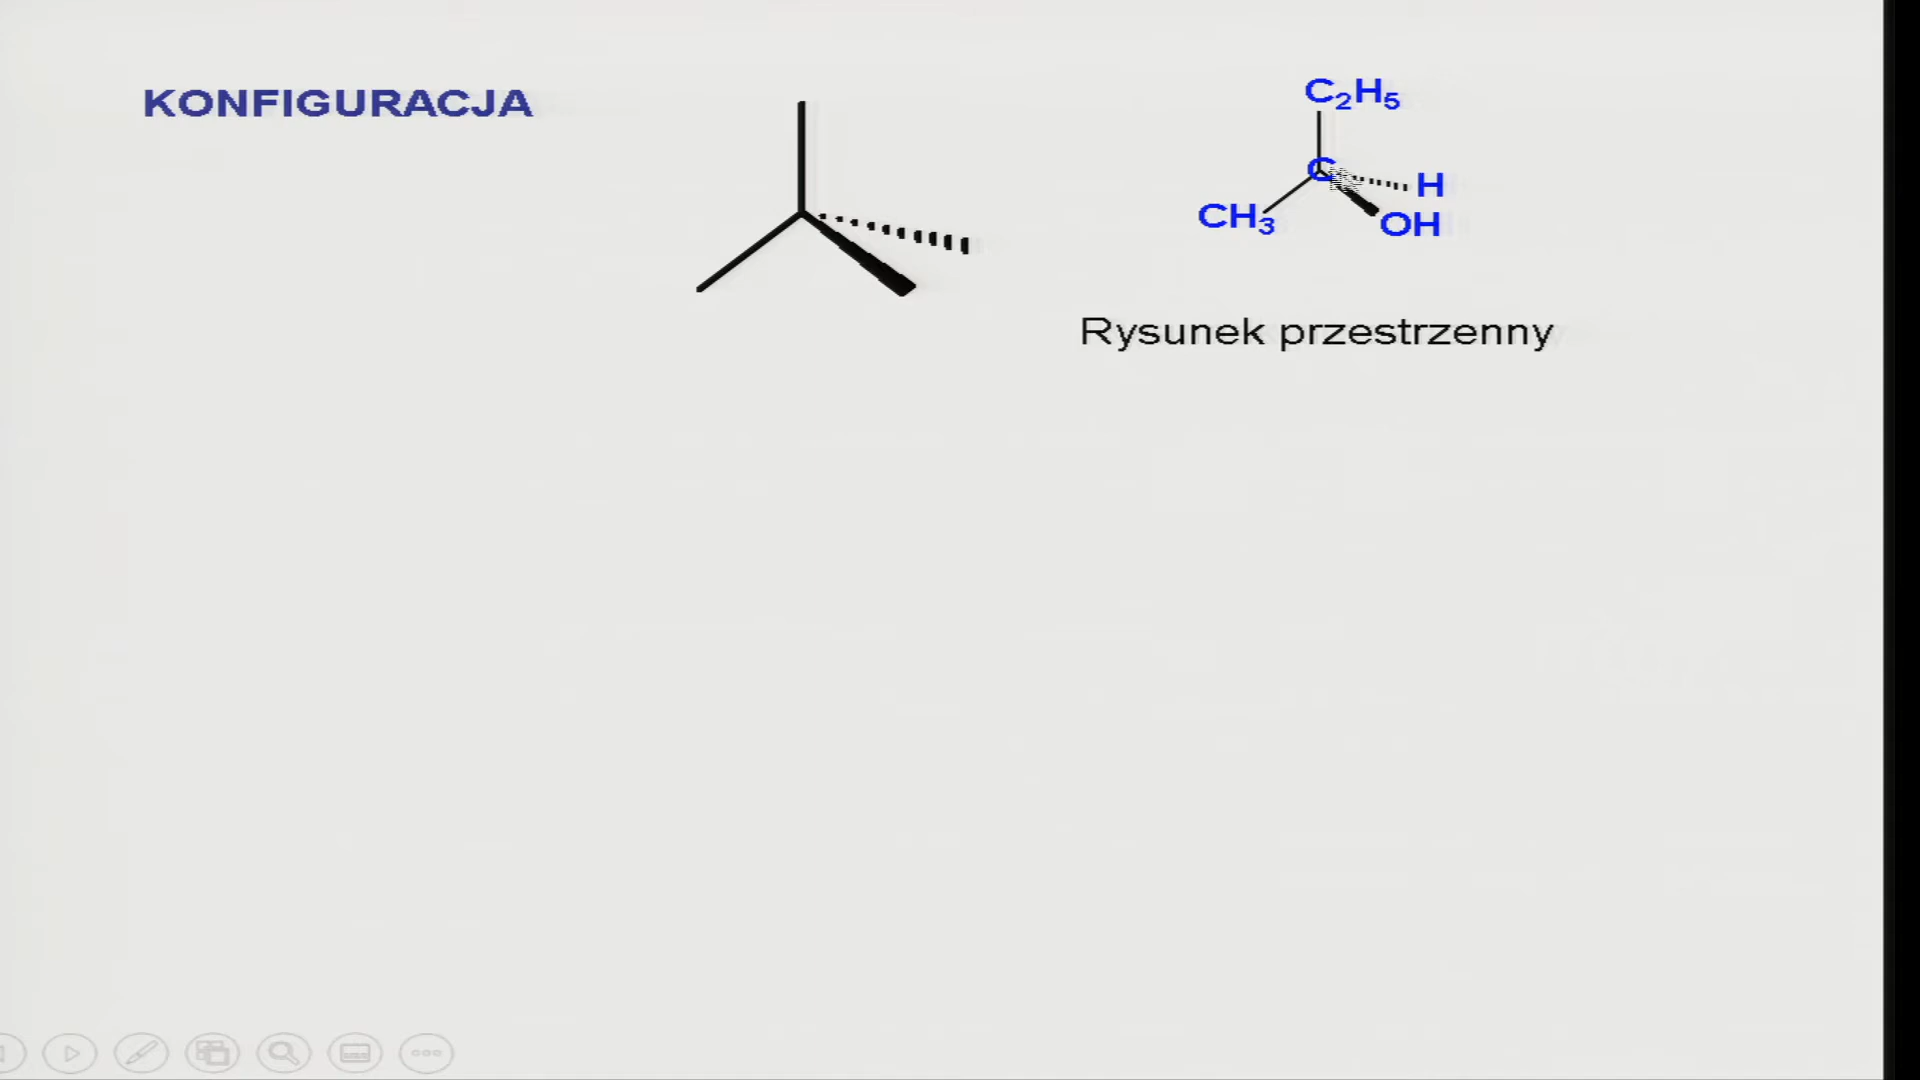 KONFIGURACJA
C₂H₅
C
H
CH₃
OH
Rysunek przestrzenny